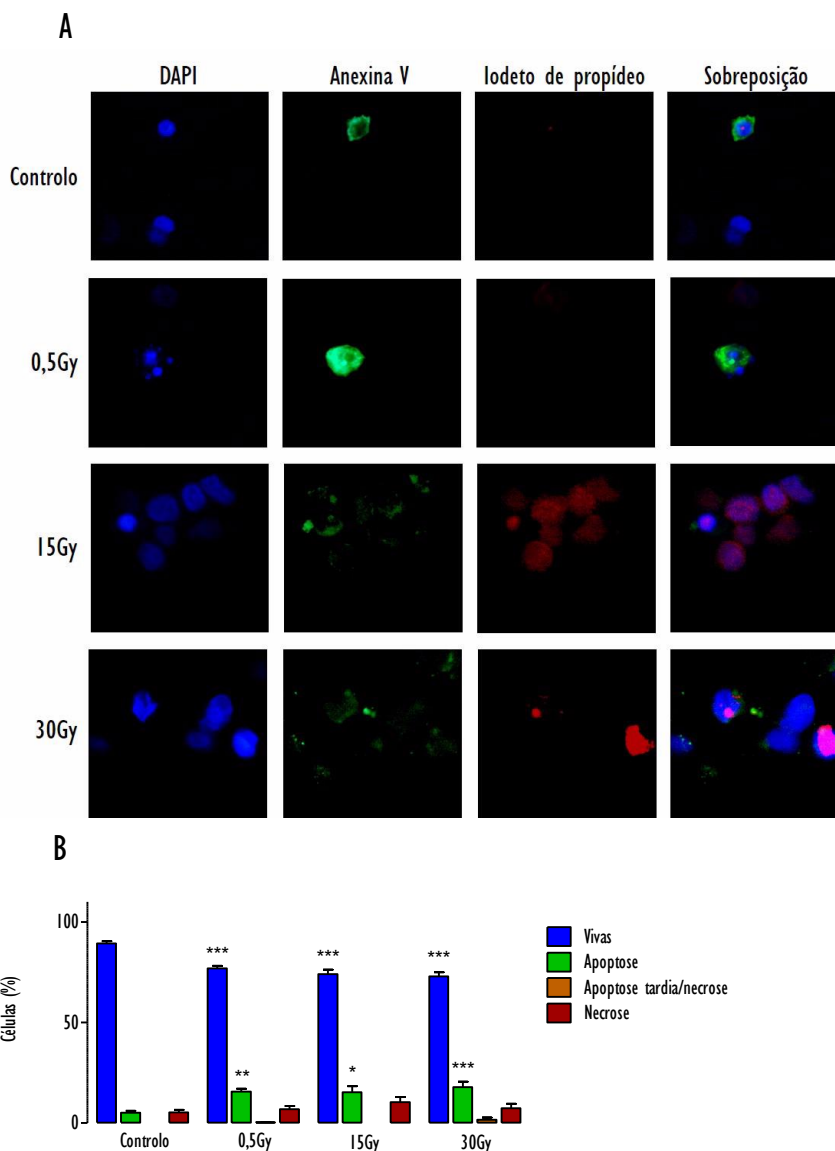 A
DAPI Anexina V Iodeto de propídeo Sobreposição
Controlo
0,5Gy
15Gy
30Gy
B
Células (%)
100
50
0
***
**
***
*
***
***
Controlo 0,5Gy 15Gy 30Gy
Vivas
Apoptose
Apoptose tardia/necrose
Necrose